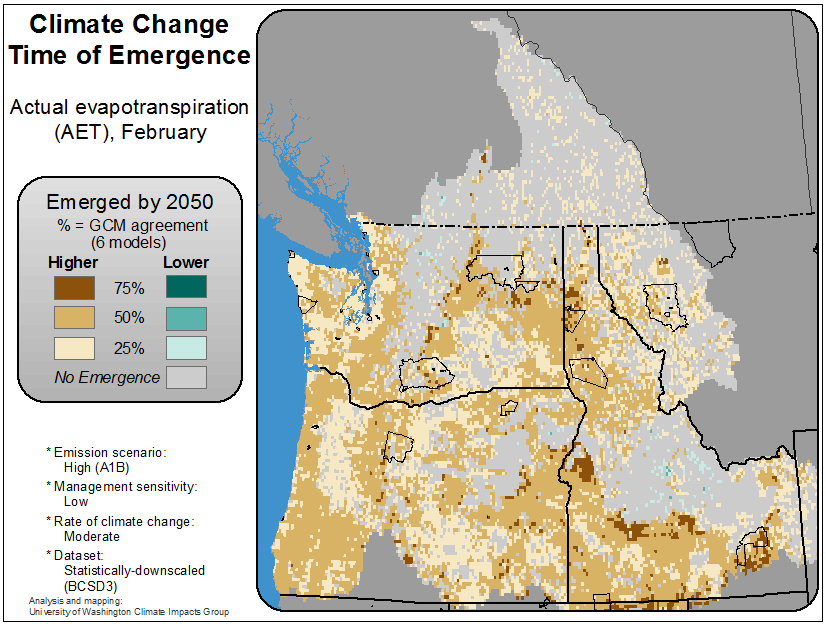 Climate Change
Time of Emergence
Actual evapotranspiration
(AET), February
Emerged by 2050
% = GCM agreement
(6 models)
Higher Lower
75%
50%
25%
No Emergence
* Emission scenario:
High (A1B)
* Management sensitivity:
Low
* Rate of climate change:
Moderate
* Dataset:
Statistically-downscaled
(BCSD3)
Analysis and mapping:
University of Washington Climate Impacts Group